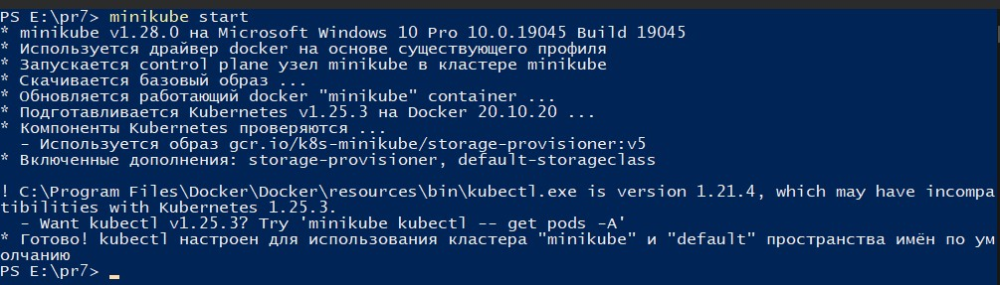 PS E:\pr7> minikube start
* minikube v1.28.0 на Microsoft Windows 10 Pro 10.0.19045 Build 19045
* Используется драйвер docker на основе существующего профиля
* Запускается control plane узел minikube в кластере minikube
* Скачивается базовый образ ...
* Обновляется работающий docker "minikube" container ...
* Подготавливается Kubernetes v1.25.3 на Docker 20.10.20 ...
* Компоненты Kubernetes проверяются ...
  - Используется образ gcr.io/k8s-minikube/storage-provisioner:v5
* Включенные дополнения: storage-provisioner, default-storageclass

! C:\Program Files\Docker\Docker\resources\bin\kubectl.exe is version 1.21.4, which may have incompa
tibilities with Kubernetes 1.25.3.
  - Want kubectl v1.25.3? Try 'minikube kubectl -- get pods -A'
* Готово! kubectl настроен для использования кластера "minikube" и "default" пространства имён по ум
олчанию
PS E:\pr7>